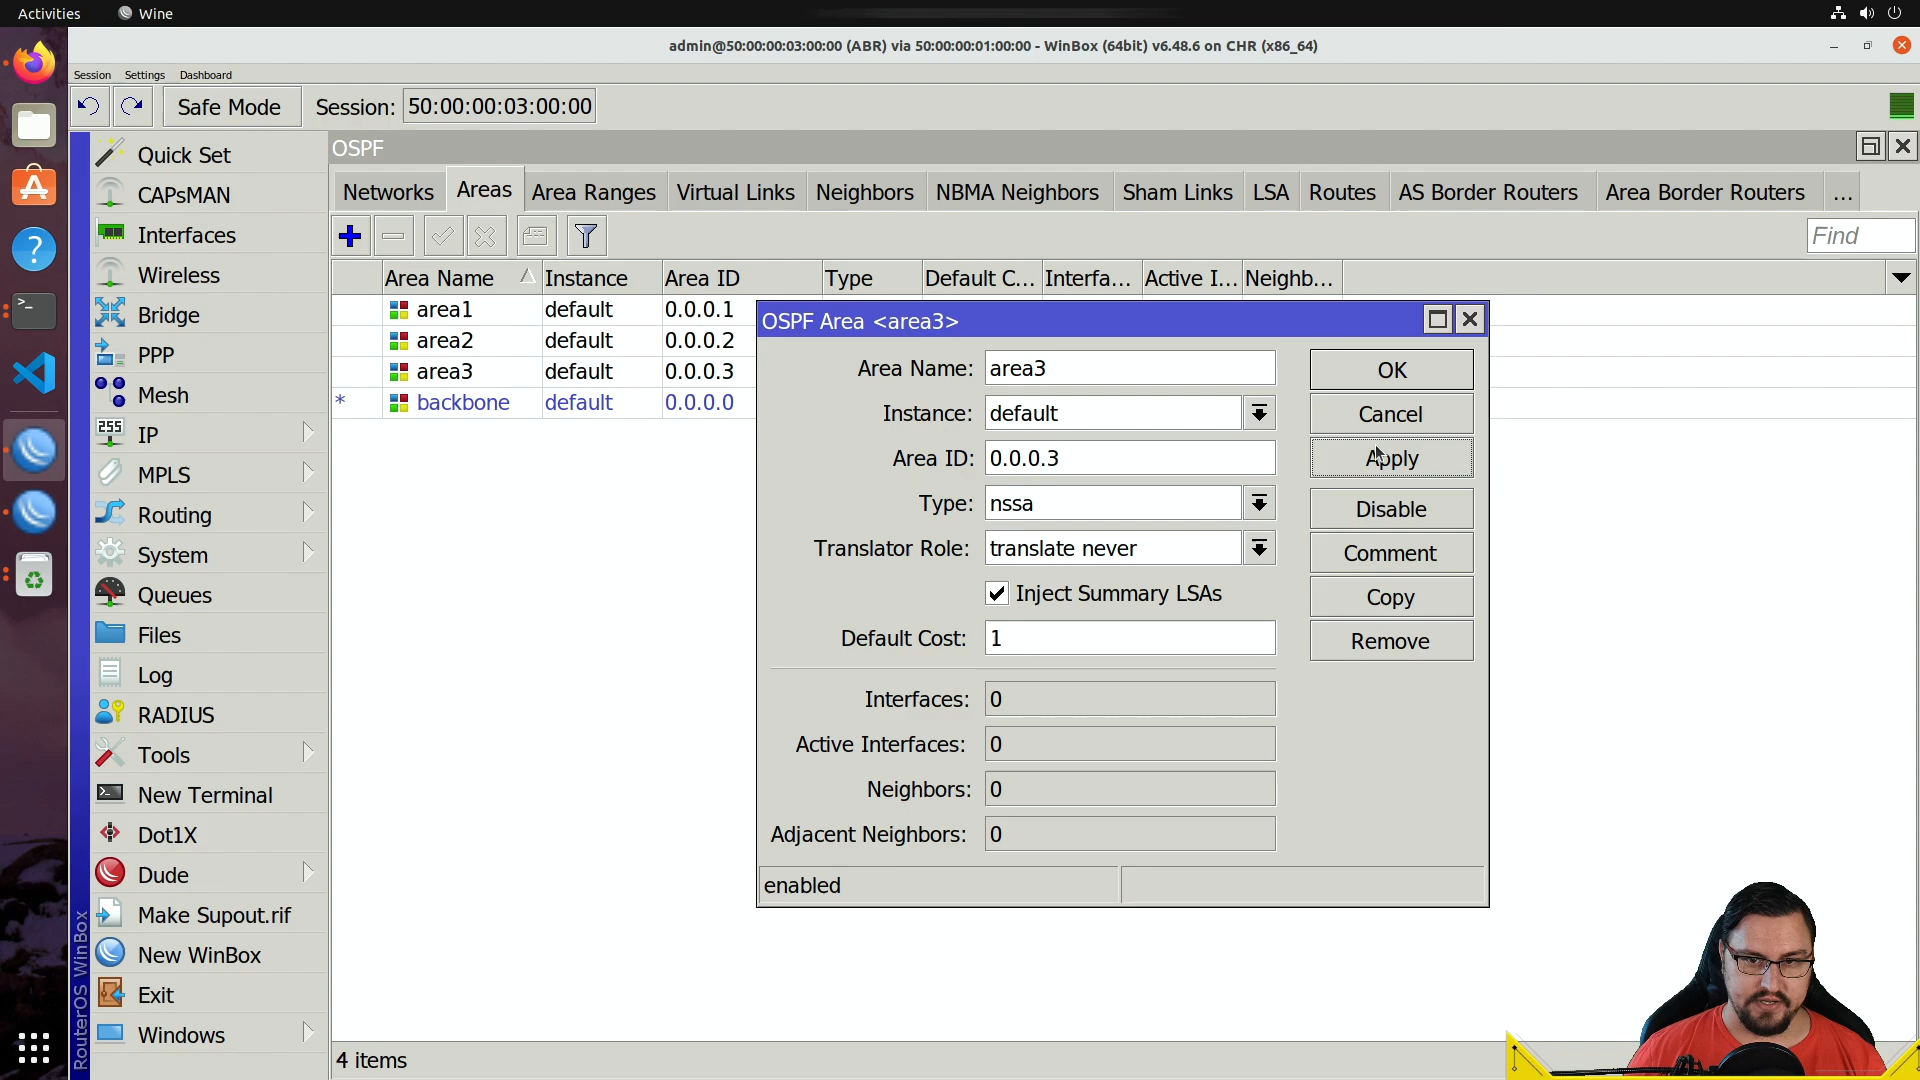 Activities
Wine
admin@50:00:00:03:00:00 (ABR) via 50:00:00:01:00:00 - WinBox (64bit) v6.48.6 on CHR (x86_64)
Session Settings Dashboard
Safe Mode
Session: 50:00:00:03:00:00
OSPF
Networks Areas Area Ranges Virtual Links Neighbors NBMA Neighbors Sham Links LSA Routes AS Border Routers Area Border Routers ...
Find
Area Name Instance Area ID Type Default C... Interfa... Active I... Neighb...
area1 default 0.0.0.1
area2 default 0.0.0.2
area3 default 0.0.0.3
* backbone default 0.0.0.0
4 items
Quick Set
CAPsMAN
Interfaces
Wireless
Bridge
PPP
Mesh
255
IP
MPLS
Routing
System
Queues
Files
Log
RADIUS
Tools
New Terminal
Dot1X
Dude
Make Supout.rif
New WinBox
Exit
Windows
RouterOS WinBox
OSPF Area <area3>
Area Name: area3
Instance: default
Area ID: 0.0.0.3
Type: nssa
Translator Role: translate never
Inject Summary LSAs
Default Cost: 1
Interfaces: 0
Active Interfaces: 0
Neighbors: 0
Adjacent Neighbors: 0
enabled
OK
Cancel
Apply
Disable
Comment
Copy
Remove